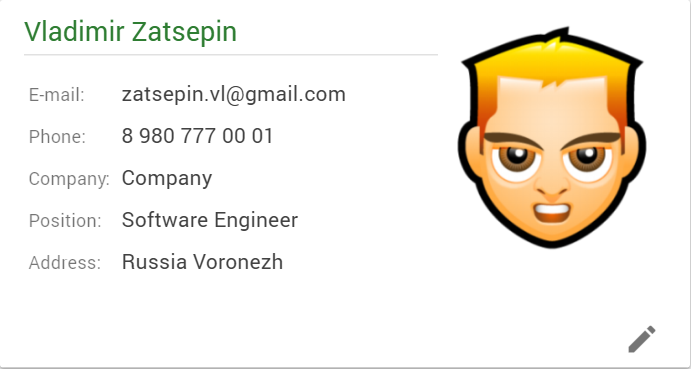 Vladimir Zatsepin
E-mail: zatsepin.vl@gmail.com
Phone: 8 980 777 00 01
Company: Company
Position: Software Engineer
Address: Russia Voronezh